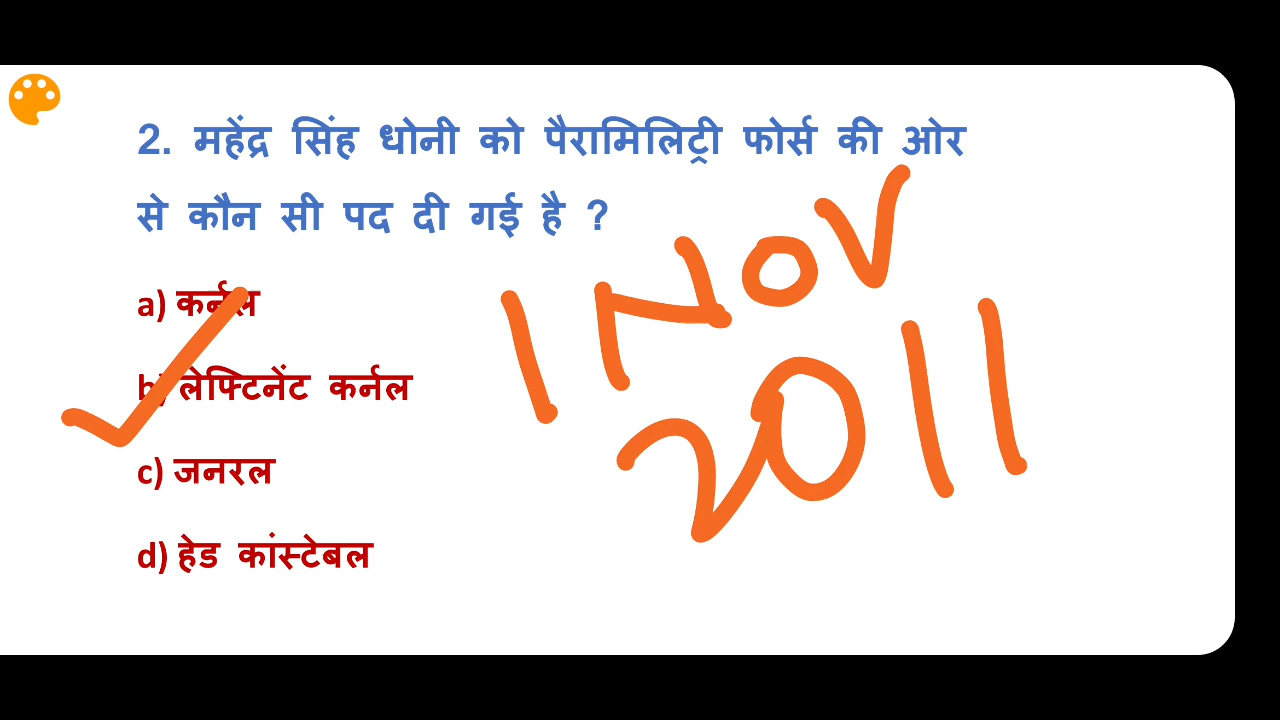 2. महेंद्र सिंह धोनी को पैरामिलिट्री फोर्स की ओर
से कौन सी पद दी गई है ?
a) कर्नल
b) लेफ्टिनेंट कर्नल
c) जनरल
d) हेड कांस्टेबल
1 Nov
2011